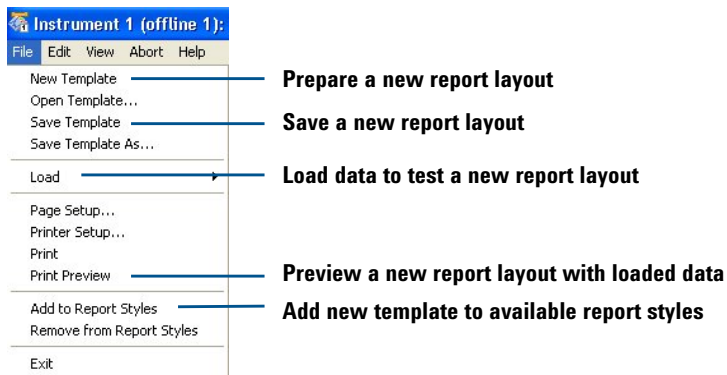 Instrument 1 (offline 1):
File Edit View Abort Help
New Template Prepare a new report layout
Open Template...
Save Template Save a new report layout
Save Template As...
Load Load data to test a new report layout
Page Setup...
Printer Setup...
Print
Print Preview Preview a new report layout with loaded data
Add to Report Styles Add new template to available report styles
Remove from Report Styles
Exit